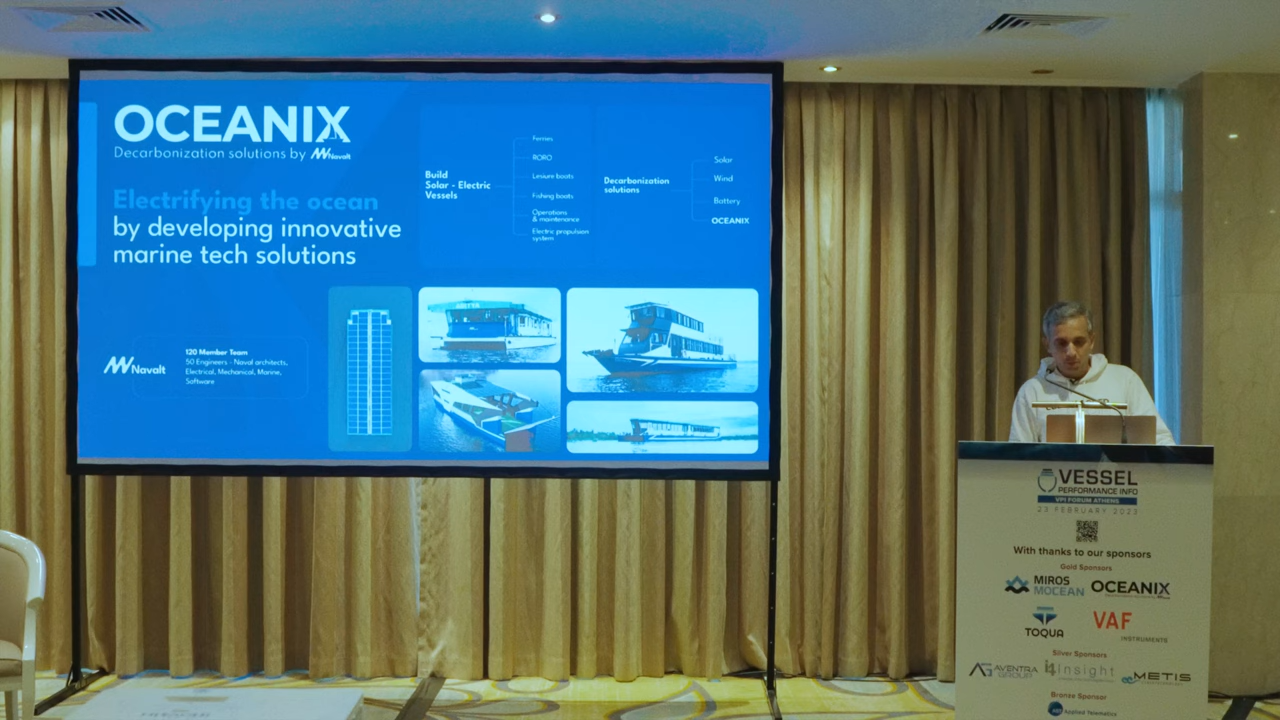 OCEANIX
Decarbonization solutions by Navalt
Electrifying the ocean
by developing innovative
marine tech solutions
Build
Solar - Electric
Vessels
Ferries
RORO
Lesiure boats
Fishing boats
Operations
& maintenance
Electric propulsion
system
Decarbonization
solutions
Solar
Wind
Battery
OCEANIX
Navalt
120 Member Team
50 Engineers - Naval architects,
Electrical, Mechanical, Marine,
Software
VESSEL
PERFORMANCE INFO
VPI FORUM ATHENS
23 FEBRUARY 2023
With thanks to our sponsors
Gold Sponsors
MIROS
MOCEAN
OCEANIX
TOQUA
VAF
INSTRUMENTS
Silver Sponsors
AVENTRA
GROUP
i4 Insight
METIS
Bronze Sponsor
Applied Telematics